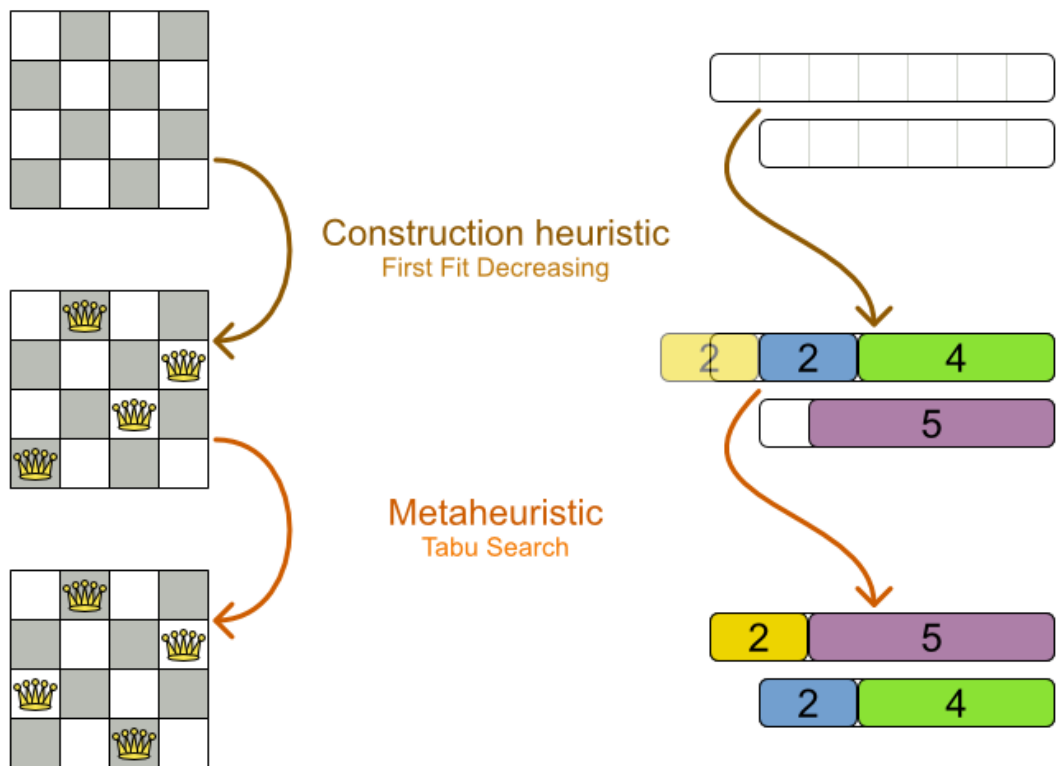 Construction heuristic
First Fit Decreasing
2 2 4
5
Metaheuristic
Tabu Search
2 5
2 4